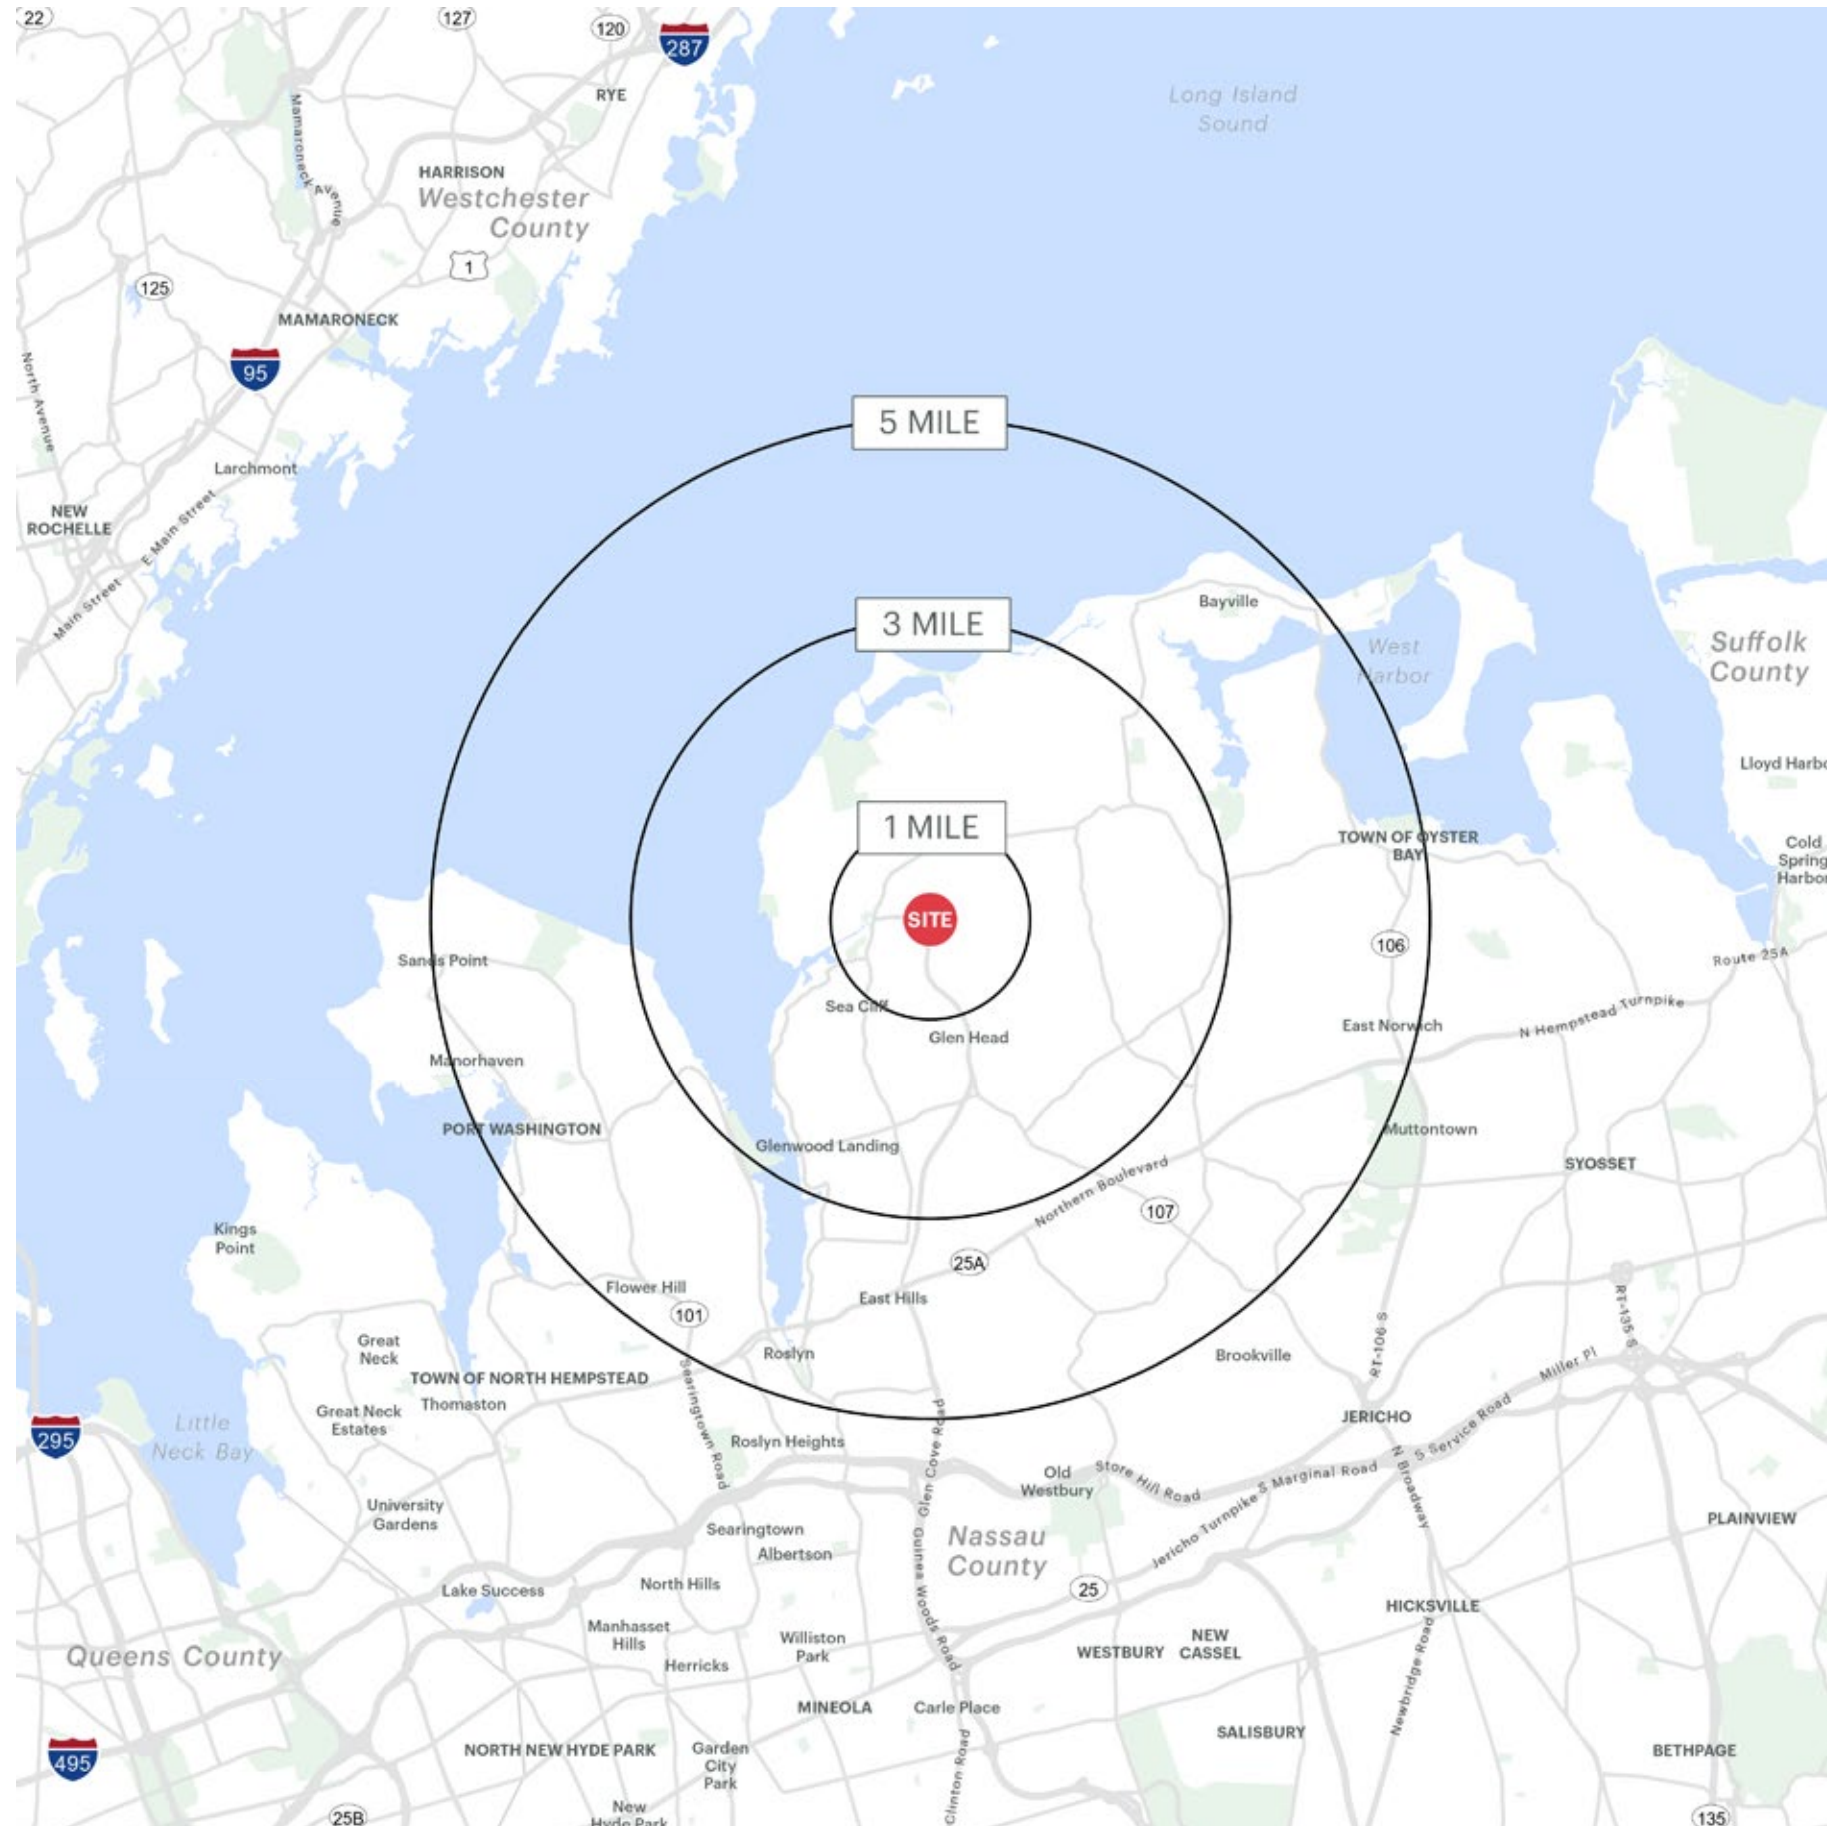 22
127
120
287
RYE
Long Island
Sound
Mamaroneck Avenue
HARRISON
Westchester
County
1
125
MAMARONECK
95
North Avenue
5 MILE
Larchmont
NEW
ROCHELLE
E Main Street
Main Street
3 MILE
Bayville
West
Harbor
Suffolk
County
Lloyd Harbo
1 MILE
TOWN OF OYSTER
BAY
Cold
Spring
Harbor
SITE
106
Sands Point
Route 25A
Sea Cliff
N Hempstead Turnpike
East Norwich
Glen Head
Manorhaven
PORT WASHINGTON
Muttontown
Glenwood Landing
SYOSSET
Northern Boulevard
107
Kings
Point
25A
Flower Hill
East Hills
101
RT-135 S
RT-106 S
Great
Neck
Roslyn
Brookville
Miller Pl
TOWN OF NORTH HEMPSTEAD
Thomaston
Searingtown Road
Great Neck
Estates
JERICHO
Little
Neck Bay
295
Roslyn Heights
Glen Cove Road
S Service Road
Old
Westbury
Store Hill Road
S Marginal Road
N Broadway
University
Gardens
Jericho Turnpike
PLAINVIEW
Searingtown
Albertson
Nassau
County
Guinea Woods Road
North Hills
Lake Success
25
HICKSVILLE
Manhasset
Hills
Williston
Park
NEW
CASSEL
WESTBURY
Queens County
Herricks
Newbridge Road
MINEOLA
Carle Place
SALISBURY
495
NORTH NEW HYDE PARK
Garden
City
Park
BETHPAGE
Clinton Road
New
Hyde Park
25B
135